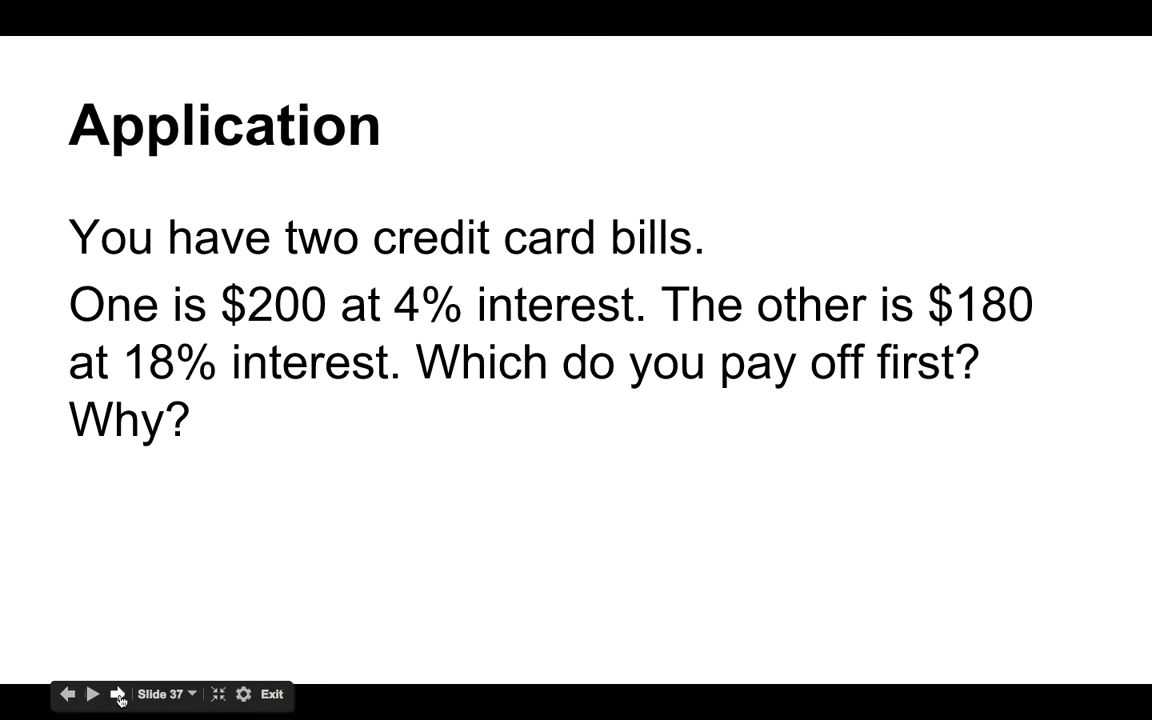 Application
You have two credit card bills.
One is $200 at 4% interest. The other is $180
at 18% interest. Which do you pay off first?
Why?
Slide 37 Exit